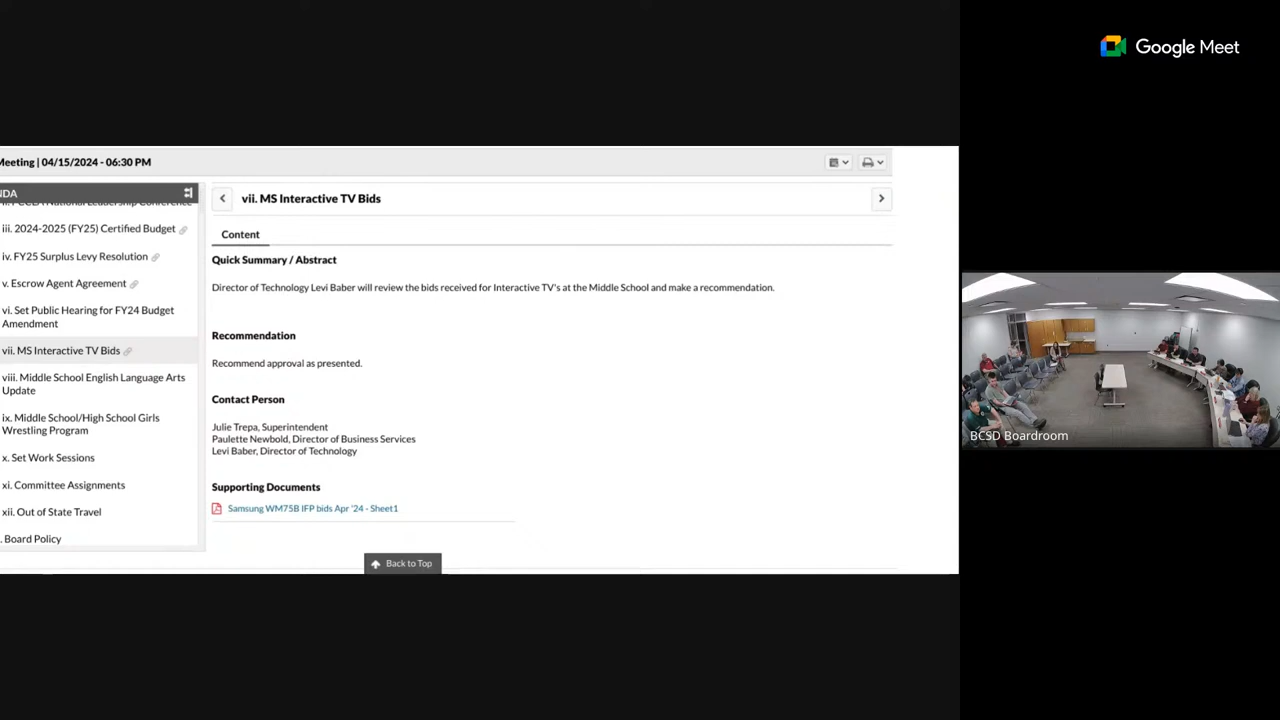 Google Meet
Meeting | 04/15/2024 - 06:30 PM
NDA
iii. 2024-2025 (FY25) Certified Budget
iv. FY25 Surplus Levy Resolution
v. Escrow Agent Agreement
vi. Set Public Hearing for FY24 Budget
Amendment
vii. MS Interactive TV Bids
viii. Middle School English Language Arts
Update
ix. Middle School/High School Girls
Wrestling Program
x. Set Work Sessions
xi. Committee Assignments
xii. Out of State Travel
. Board Policy
vii. MS Interactive TV Bids
Content
Quick Summary / Abstract
Director of Technology Levi Baber will review the bids received for Interactive TV's at the Middle School and make a recommendation.
Recommendation
Recommend approval as presented.
Contact Person
Julie Trepa, Superintendent
Paulette Newbold, Director of Business Services
Levi Baber, Director of Technology
Supporting Documents
Samsung WM75B IFP bids Apr '24 - Sheet1
Back to Top
BCSD Boardroom